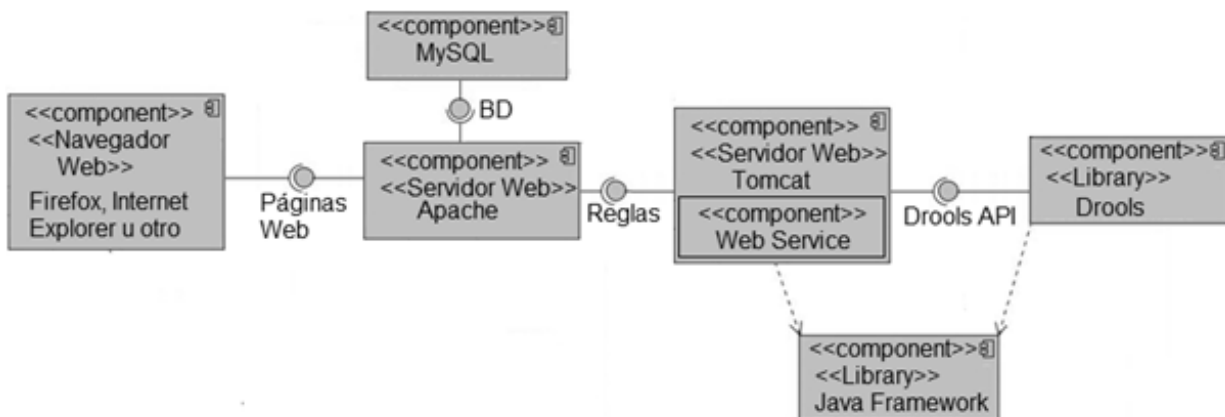 <<component>>
MySQL
BD
<<component>>
<<Navegador
Web>>
Firefox, Internet
Explorer u otro
Páginas
Web
<<component>>
<<Servidor Web>>
Apache
Reglas
<<component>>
<<Servidor Web>>
Tomcat
<<component>>
Web Service
Drools API
<<component>>
<<Library>>
Drools
<<component>>
<<Library>>
Java Framework